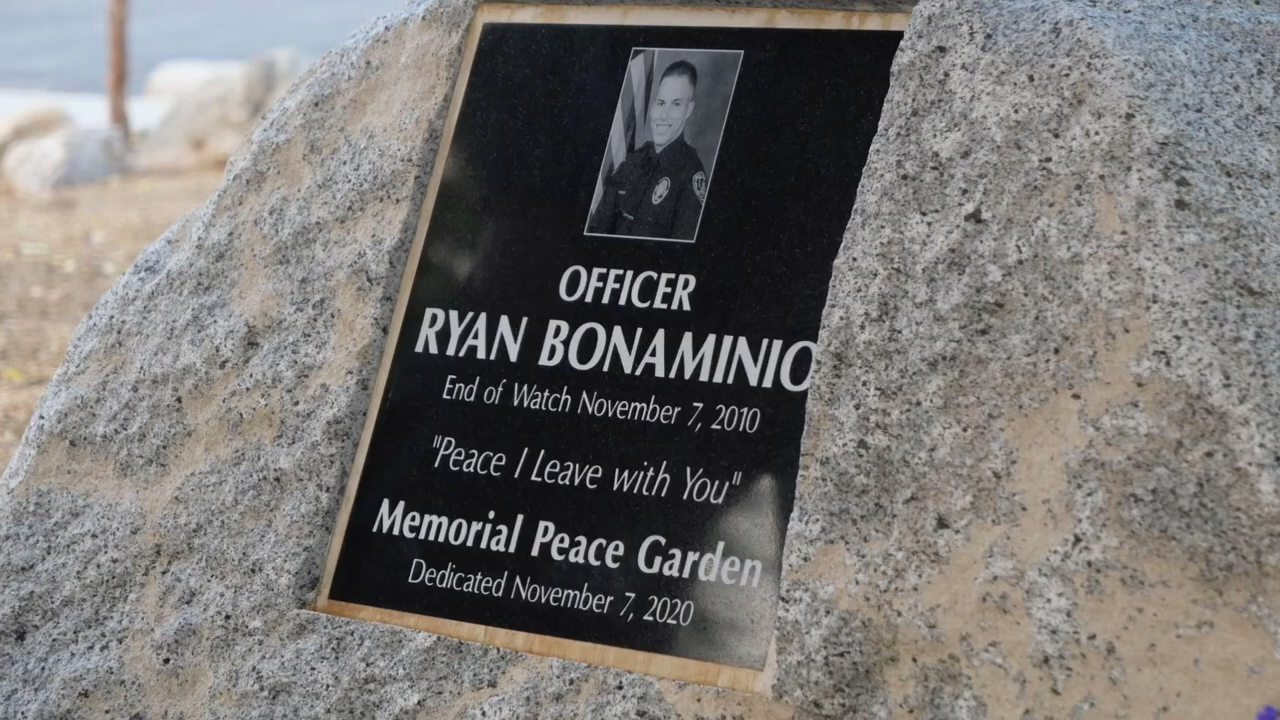 OFFICER
RYAN BONAMINIO
End of Watch November 7, 2010
"Peace I Leave with You"
Memorial Peace Garden
Dedicated November 7, 2020